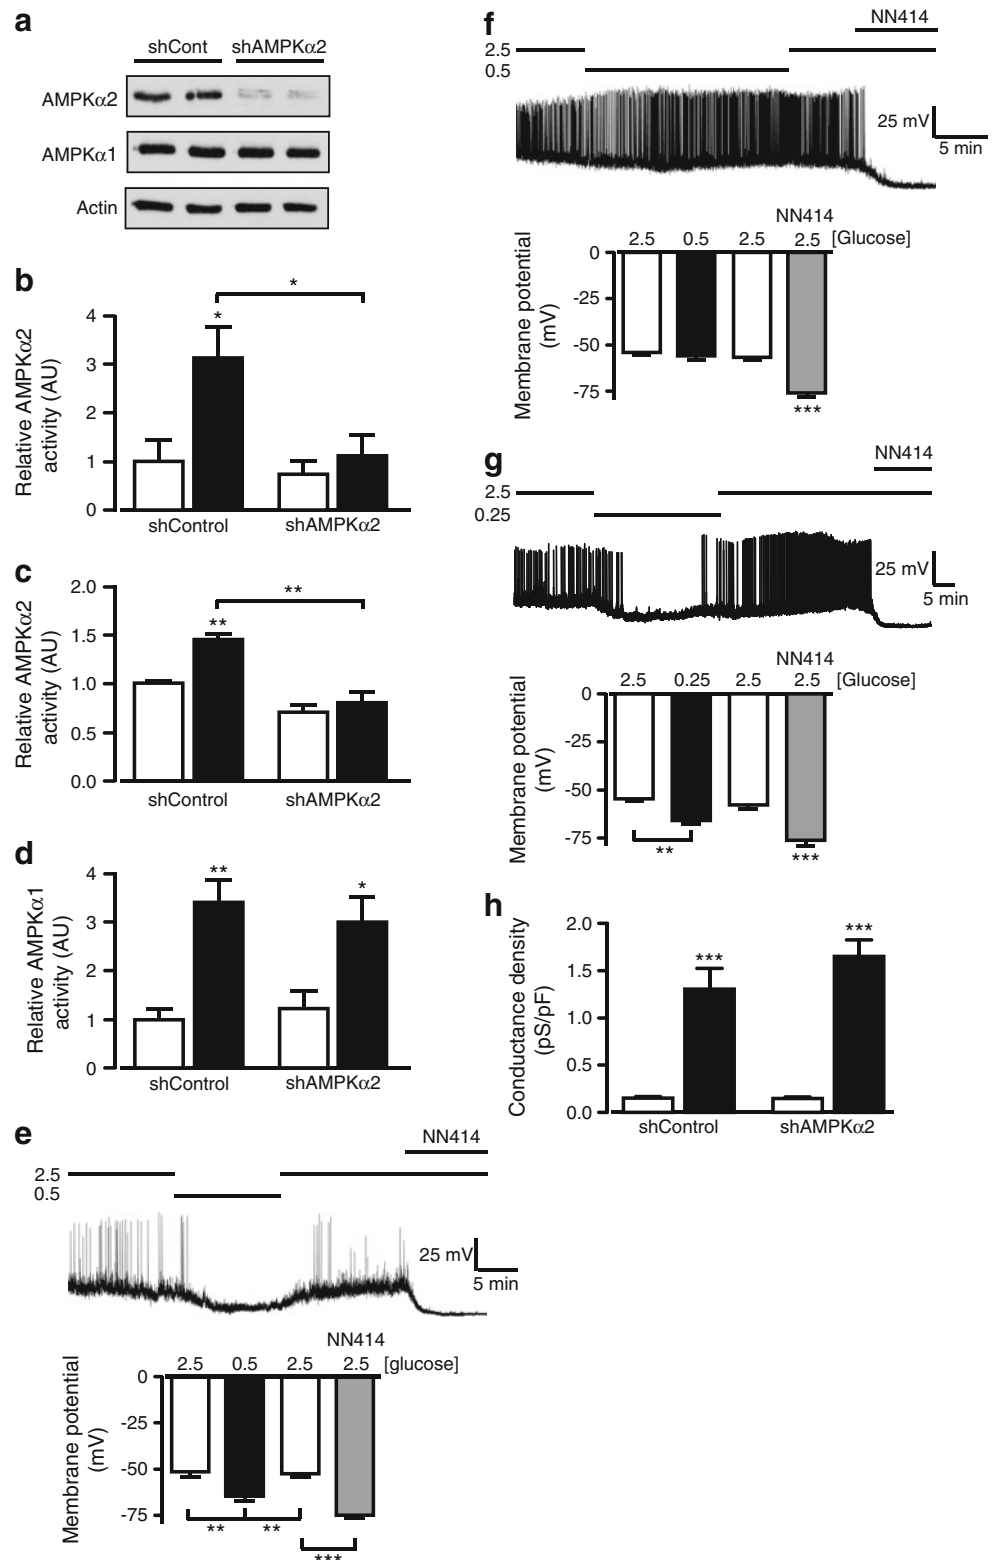 a
shCont shAMPKα2
AMPKα2
AMPKα1
Actin
b
Relative AMPKα2
activity (AU)
4
3
2
1
0
*
*
shControl shAMPKα2
c
Relative AMPKα2
activity (AU)
2.0
1.5
1.0
0.5
0.0
**
**
shControl shAMPKα2
d
Relative AMPKα1
activity (AU)
4
3
2
1
0
**
*
shControl shAMPKα2
e
NN414
2.5
0.5
25 mV
5 min
NN414
2.5 0.5 2.5 2.5 [glucose]
Membrane potential
(mV)
0
-25
-50
-75
** **
***
f
NN414
2.5
0.5
25 mV
5 min
NN414
2.5 0.5 2.5 2.5 [Glucose]
Membrane potential
(mV)
0
-25
-50
-75
***
g
NN414
2.5
0.25
25 mV
5 min
NN414
2.5 0.25 2.5 2.5 [Glucose]
Membrane potential
(mV)
0
-25
-50
-75
**
***
h
Conductance density
(pS/pF)
2.0
1.5
1.0
0.5
0.0
***
***
shControl shAMPKα2